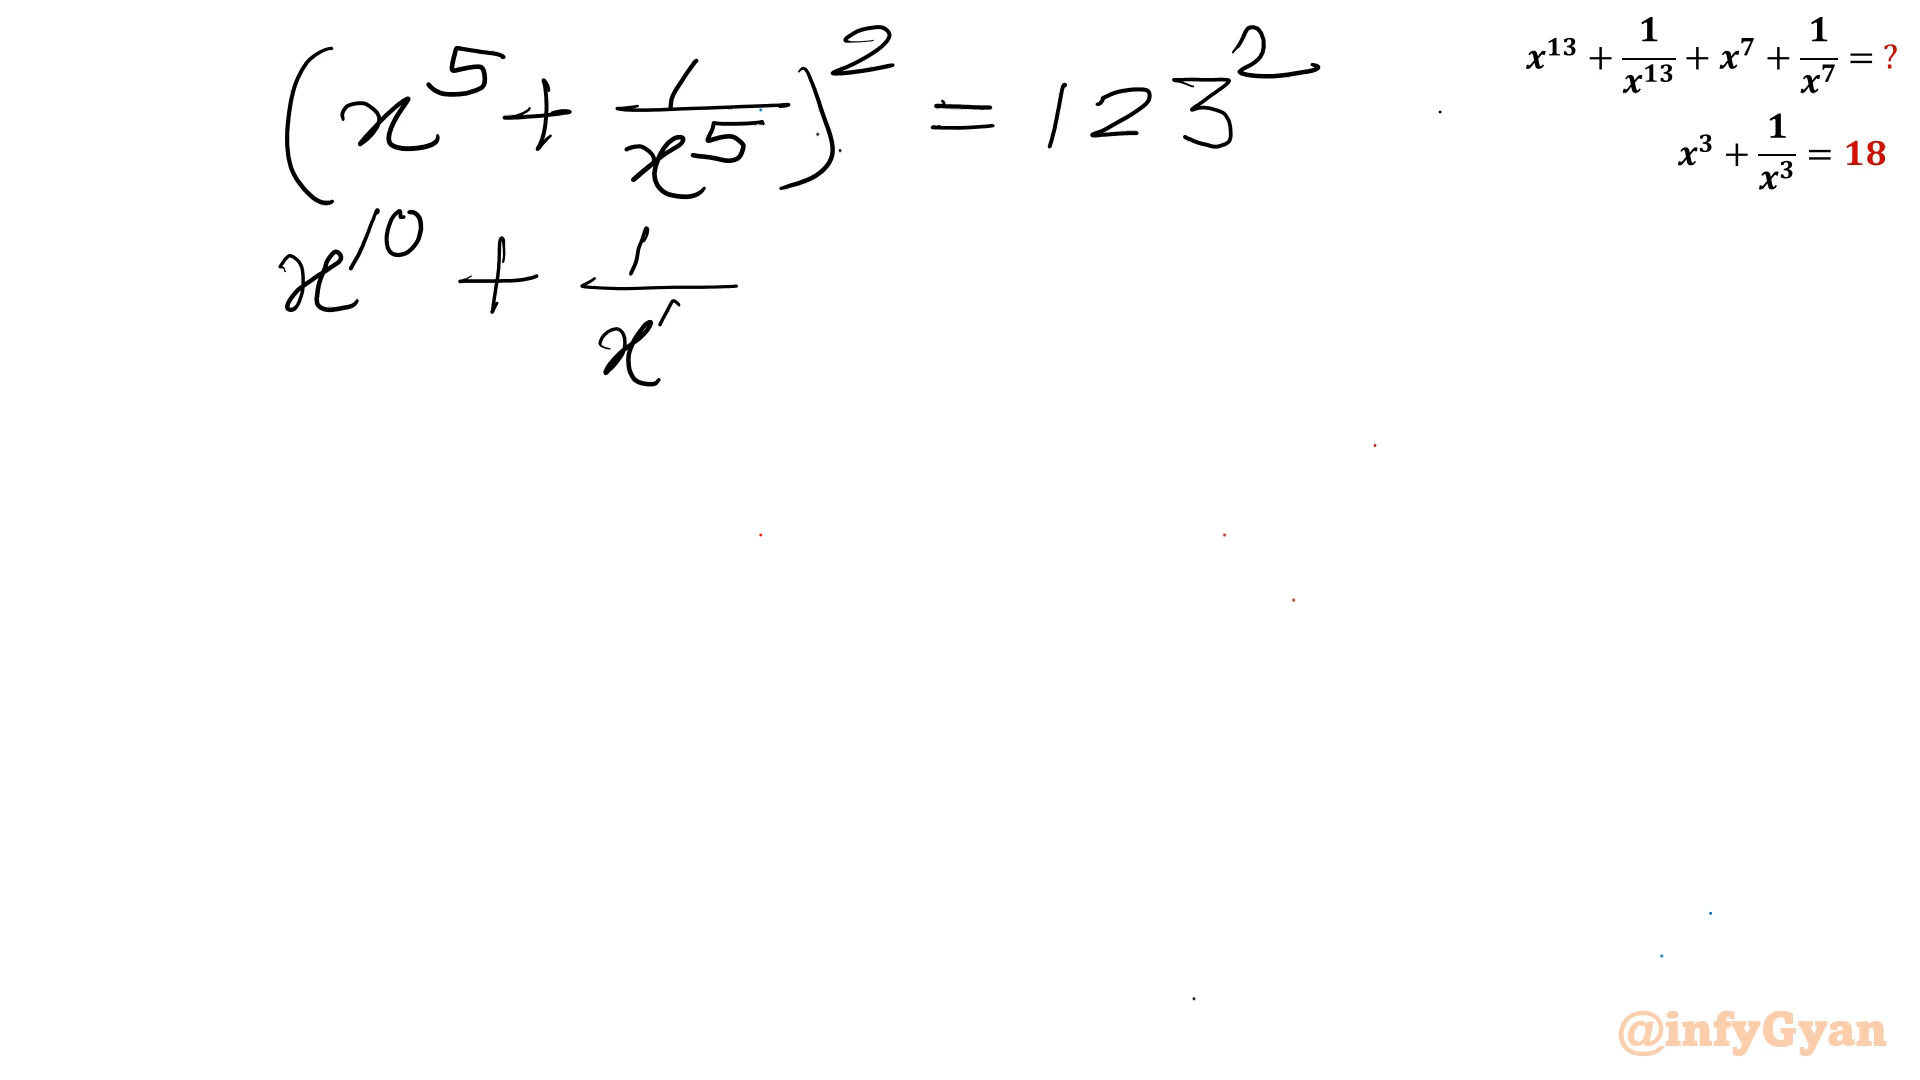 (x⁵ + 1/x⁵)² = 123²
x¹⁰ + 1/x¹
x¹³ + 1/x¹³ + x⁷ + 1/x⁷ = ?
x³ + 1/x³ = 18
@infyGyan